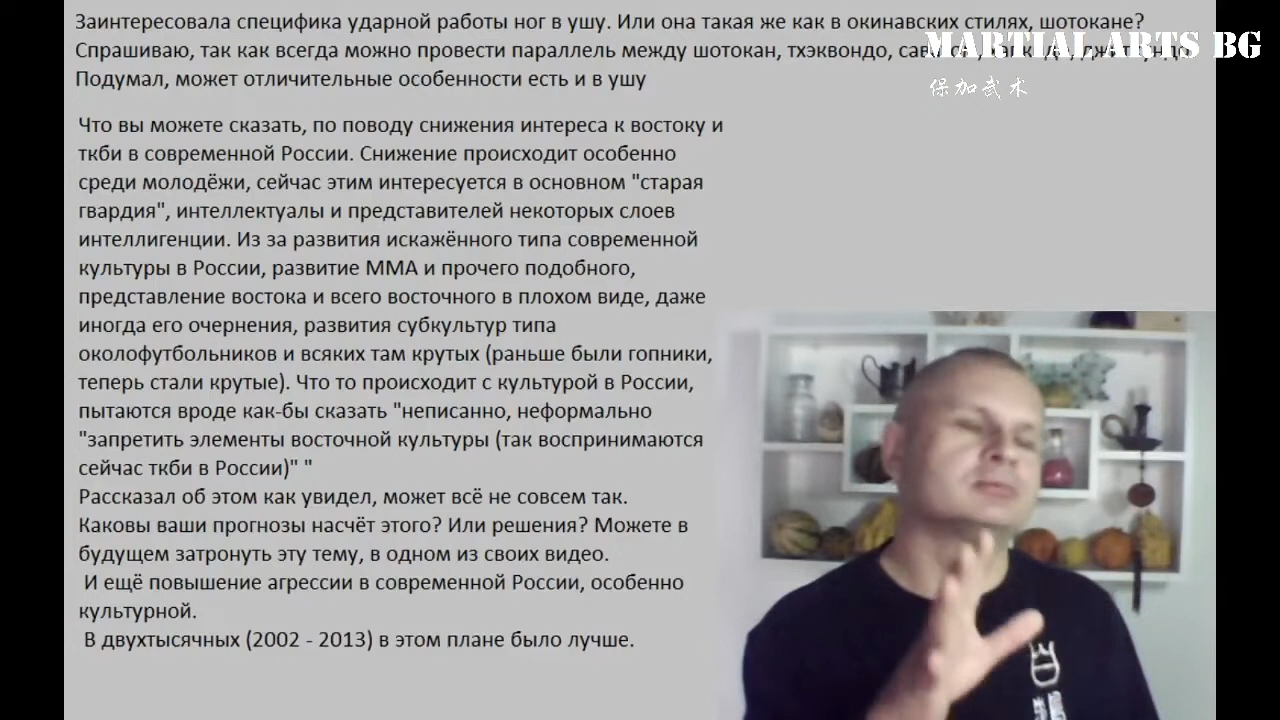 Заинтересовала специфика ударной работы ног в ушу. Или она такая же как в окинавских стилях, шотокане?
Спрашиваю, так как всегда можно провести параллель между шотокан, тхэквондо,
Подумал, может отличительные особенности есть и в ушу
MARTIAL ARTS BG
保加武术
Что вы можете сказать, по поводу снижения интереса к востоку и
ткби в современной России. Снижение происходит особенно
среди молодёжи, сейчас этим интересуется в основном "старая
гвардия", интеллектуалы и представителей некоторых слоев
интеллигенции. Из за развития искажённого типа современной
культуры в России, развитие ММА и прочего подобного,
представление востока и всего восточного в плохом виде, даже
иногда его очернения, развития субкультур типа
околофутбольников и всяких там крутых (раньше были гопники,
теперь стали крутые). Что то происходит с культурой в России,
пытаются вроде как-бы сказать "неписанно, неформально
"запретить элементы восточной культуры (так воспринимаются
сейчас ткби в России)" "
Рассказал об этом как увидел, может всё не совсем так.
Каковы ваши прогнозы насчёт этого? Или решения? Можете в
будущем затронуть эту тему, в одном из своих видео.
И ещё повышение агрессии в современной России, особенно
культурной.
В двухтысячных (2002 - 2013) в этом плане было лучше.